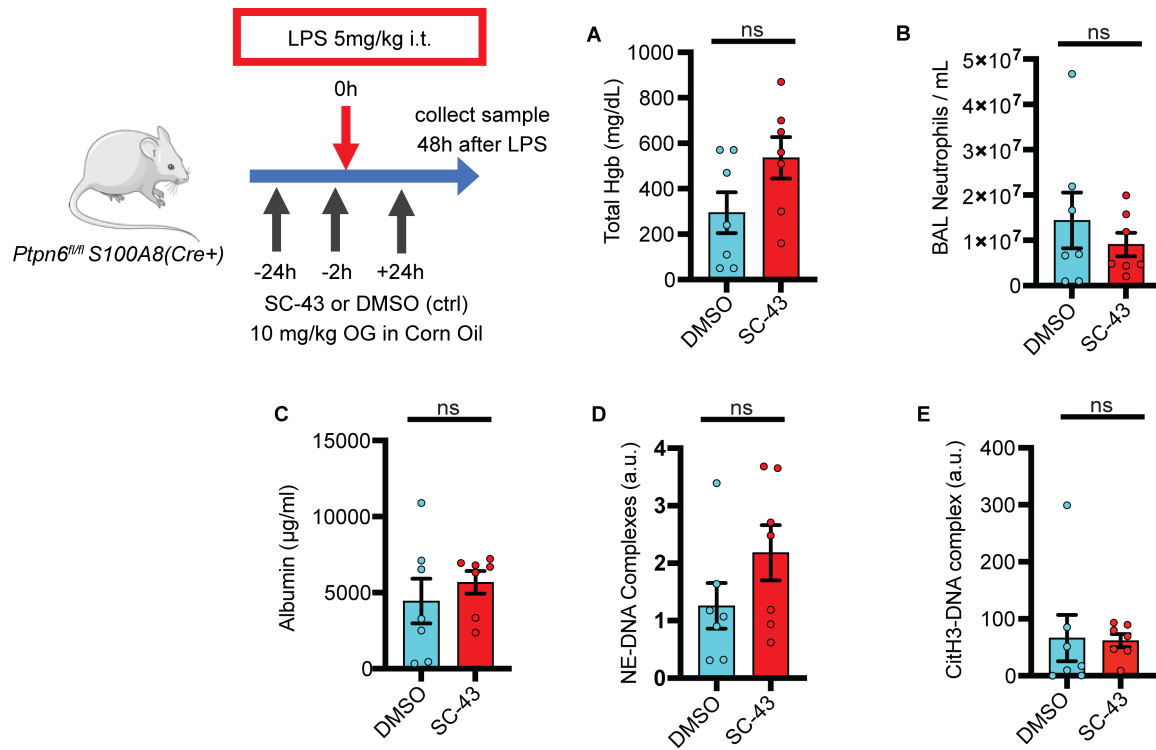 LPS 5mg/kg i.t.
0h
collect sample
48h after LPS
Ptpn6fl/fl S100A8(Cre+)
-24h
-2h
+24h
SC-43 or DMSO (ctrl)
10 mg/kg OG in Corn Oil
A
ns
Total Hgb (mg/dL)
1000
800
600
400
200
0
DMSO
SC-43
B
ns
BAL Neutrophils / mL
5×10⁷
4×10⁷
3×10⁷
2×10⁷
1×10⁷
0
DMSO
SC-43
C
ns
Albumin (µg/ml)
15000
10000
5000
0
DMSO
SC-43
D
ns
NE-DNA Complexes (a.u.)
4
3
2
1
0
DMSO
SC-43
E
ns
CitH3-DNA complex (a.u.)
400
300
200
100
0
DMSO
SC-43